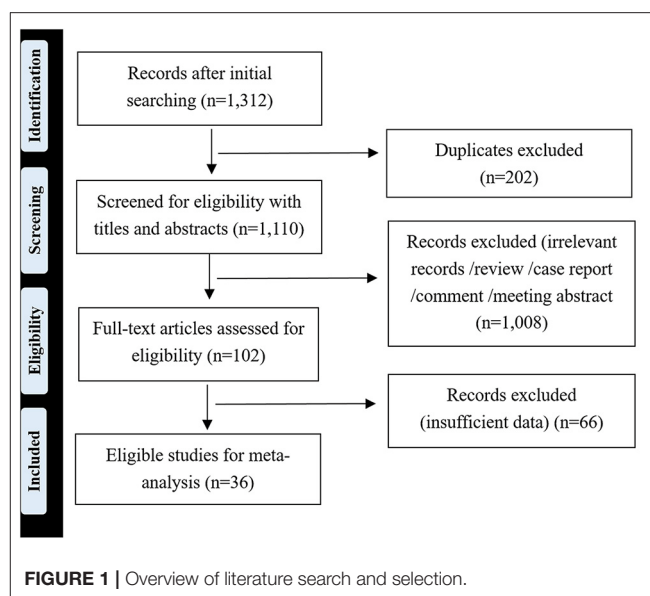 Identification
Records after initial
searching (n=1,312)
Duplicates excluded
(n=202)
Screening
Screened for eligibility with
titles and abstracts (n=1,110)
Records excluded (irrelevant
records /review /case report
/comment /meeting abstract
(n=1,008)
Eligibility
Full-text articles assessed for
eligibility (n=102)
Records excluded
(insufficient data) (n=66)
Included
Eligible studies for meta-
analysis (n=36)
FIGURE 1 | Overview of literature search and selection.